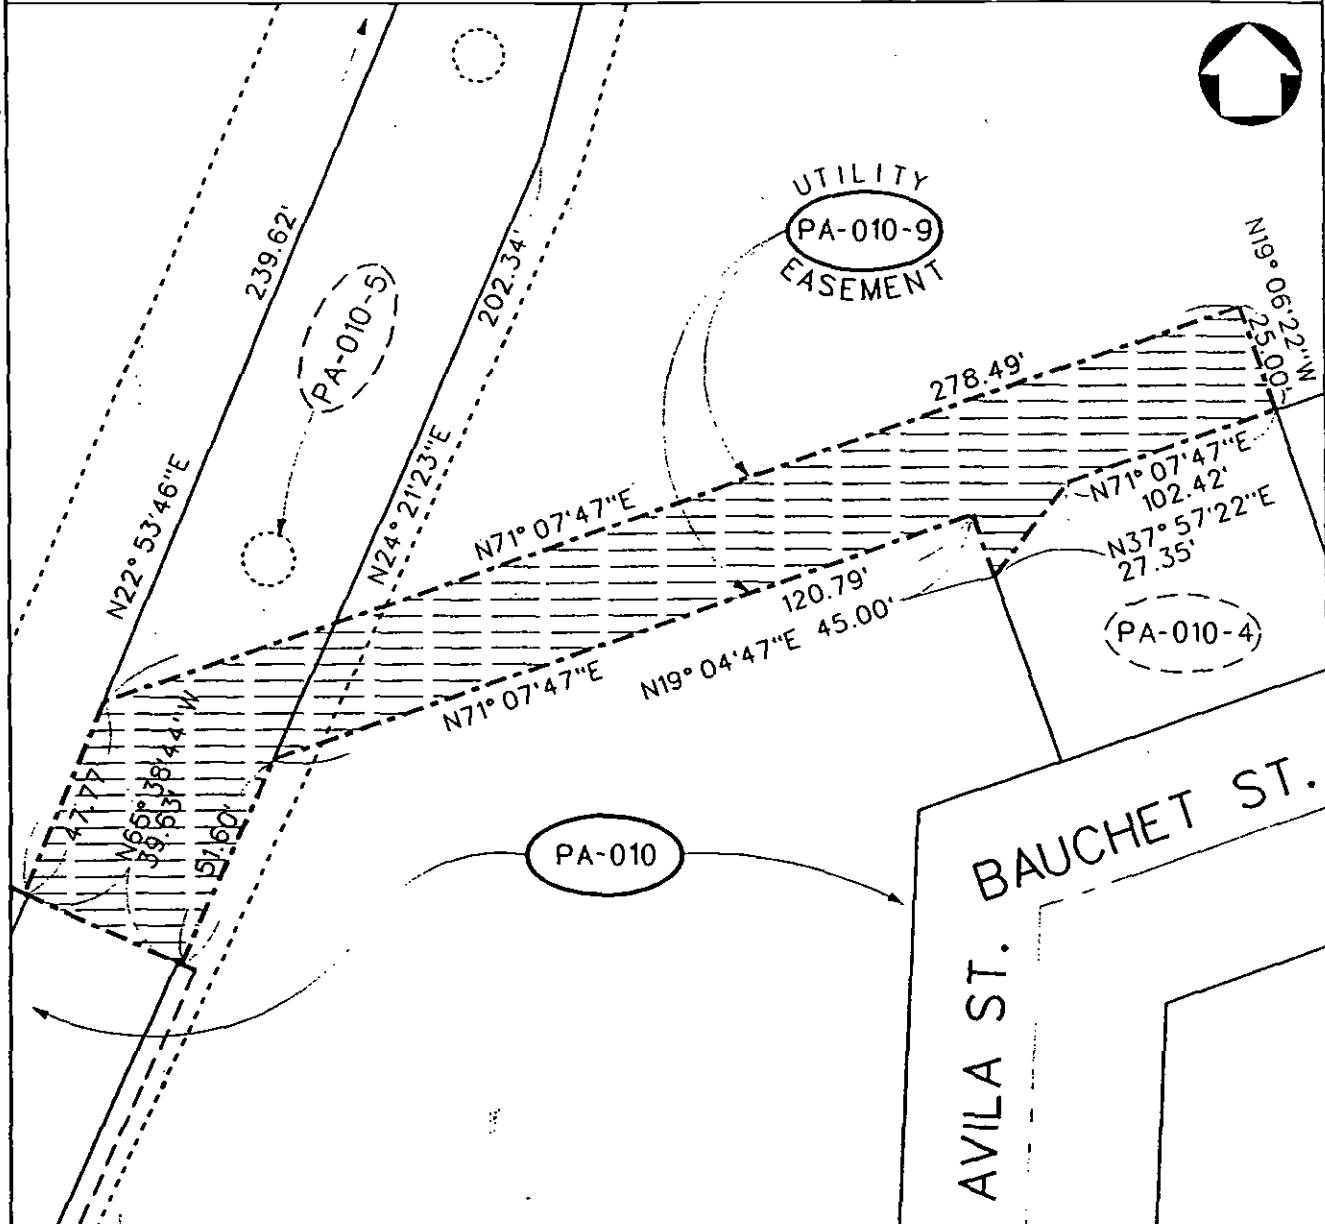 UTILITY
PA-010-9
EASEMENT
N19° 06'22"W
25.00'
239.62'
PA-010-5
202.34'
278.49'
N22° 53'46"E
N24° 21'23"E
N71° 07'47"E
N71° 07'47"E
102.42'
N37° 57'22"E
27.35'
120.79'
N19° 04'47"E 45.00'
PA-010-4
N71° 07'47"E
47.77'
N65° 38'44"W
39.63'
51.60'
PA-010
BAUCHET ST.
AVILA ST.